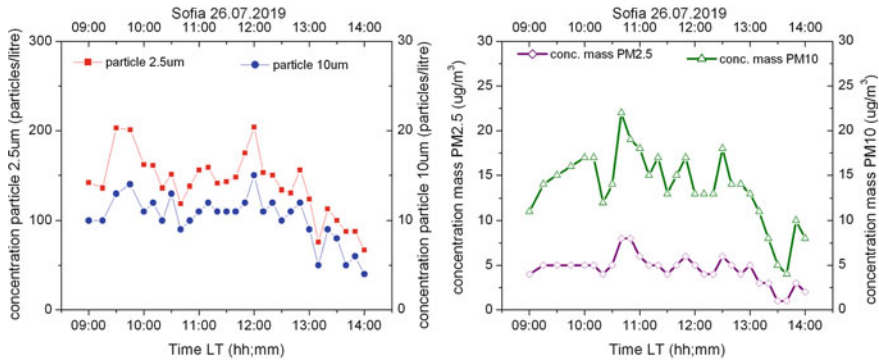 Sofia 26.07.2019
09:00 10:00 11:00 12:00 13:00 14:00
300 30
particle 2.5um particle 10um
200 20
100 10
0 0
concentration particle 2.5um (particles/litre)
concentration particle 10um (particles/litre)
09:00 10:00 11:00 12:00 13:00 14:00
Time LT (hh;mm)
Sofia 26.07.2019
09:00 10:00 11:00 12:00 13:00 14:00
30 30
conc. mass PM2.5 conc. mass PM10
25 25
20 20
15 15
10 10
5 5
0 0
concentration mass PM2.5 (ug/m³)
concentration mass PM10 (ug/m³)
09:00 10:00 11:00 12:00 13:00 14:00
Time LT (hh;mm)